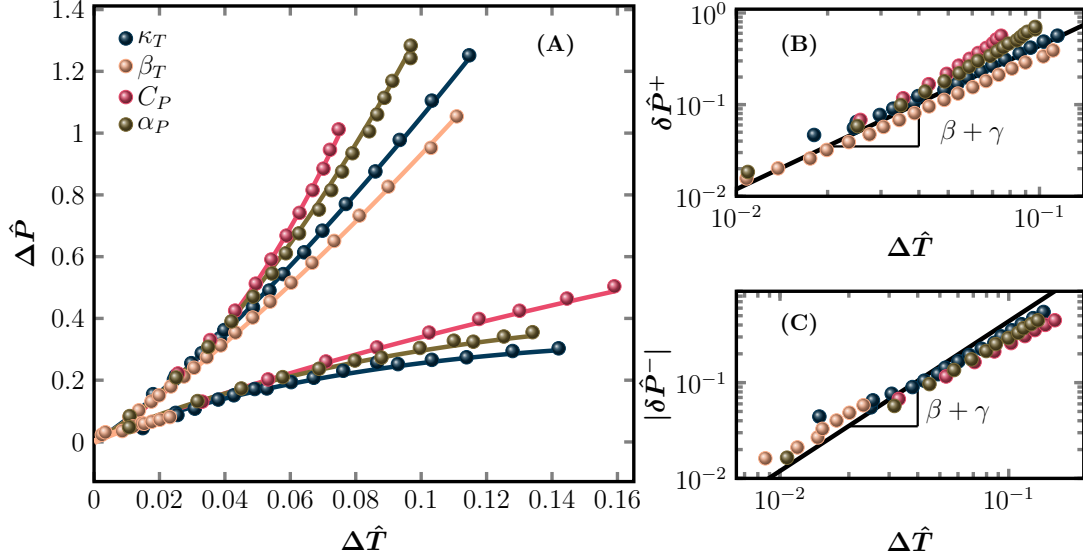 1.4
1.2
1
0.8
0.6
0.4
0.2
0
ΔP̂
κ_T
β_T
C_P
α_P
(A)
0 0.02 0.04 0.06 0.08 0.1 0.12 0.14 0.16
ΔT̂
10^0
10^{-1}
10^{-2}
δP̂^+
(B)
β + γ
10^{-2} 10^{-1}
ΔT̂
10^{-1}
10^{-2}
|δP̂^-|
(C)
β + γ
10^{-2} 10^{-1}
ΔT̂